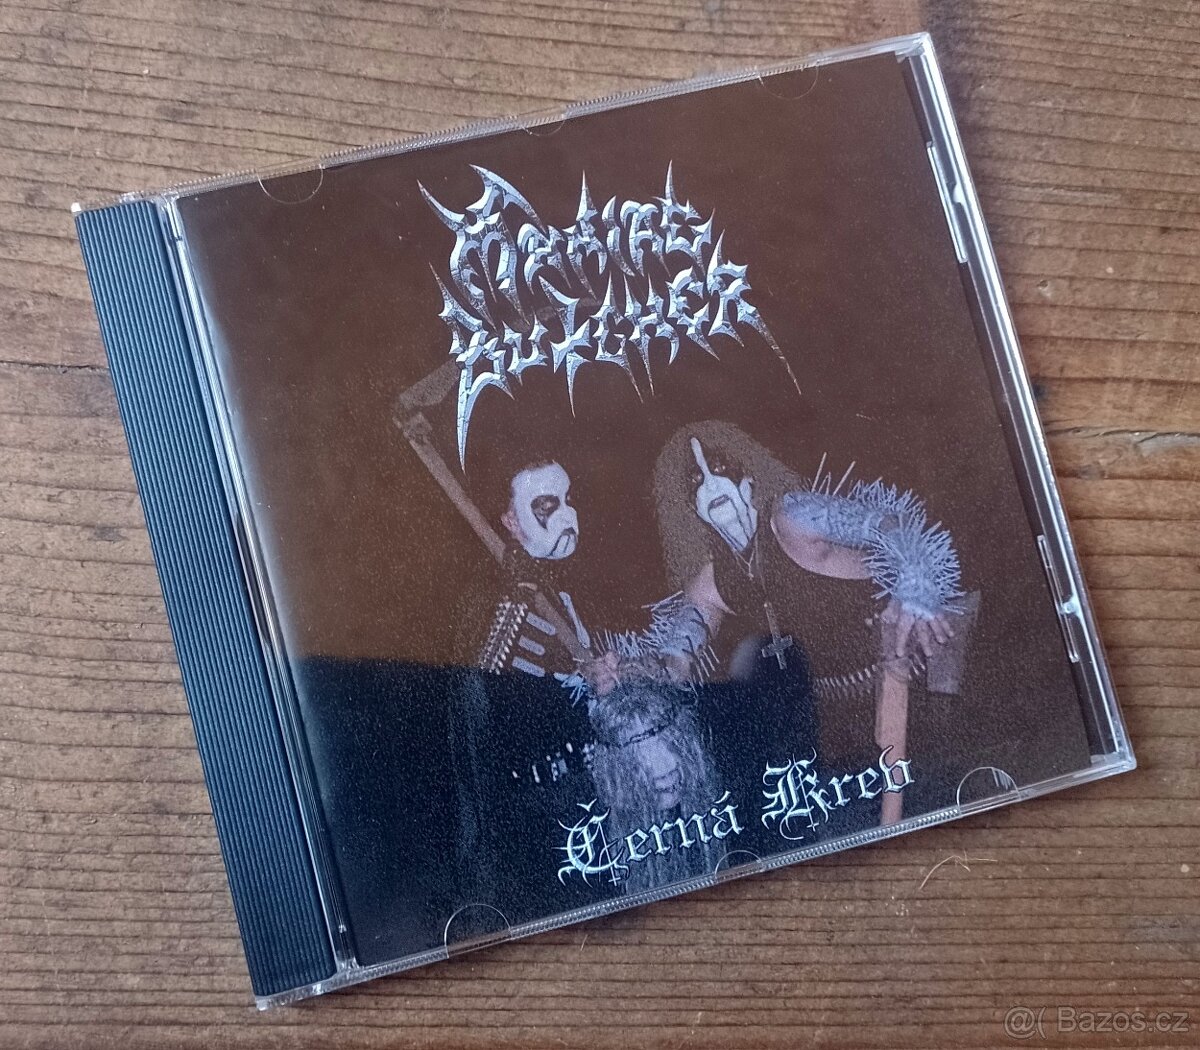 Maniac
Butcher
Černá Krev
@( Bazos.cz